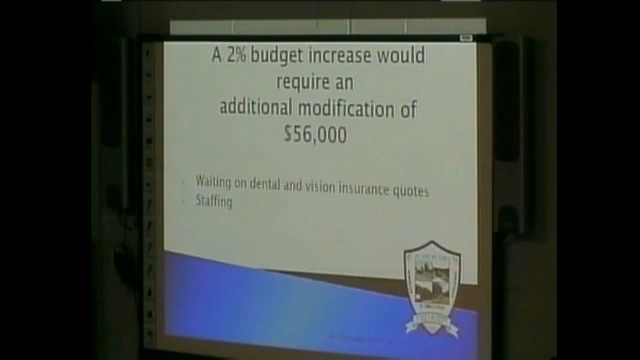 A 2% budget increase would
require an
additional modification of
$56,000
- Waiting on dental and vision insurance quotes
- Staffing